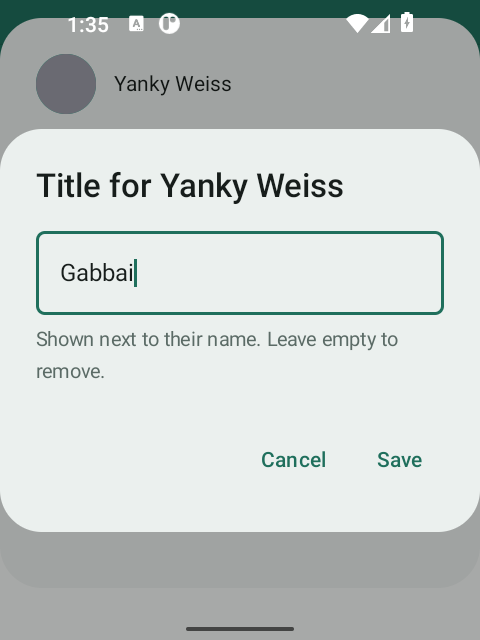 1:35
Yanky Weiss
Title for Yanky Weiss
Gabbai
Shown next to their name. Leave empty to
remove.
Cancel Save